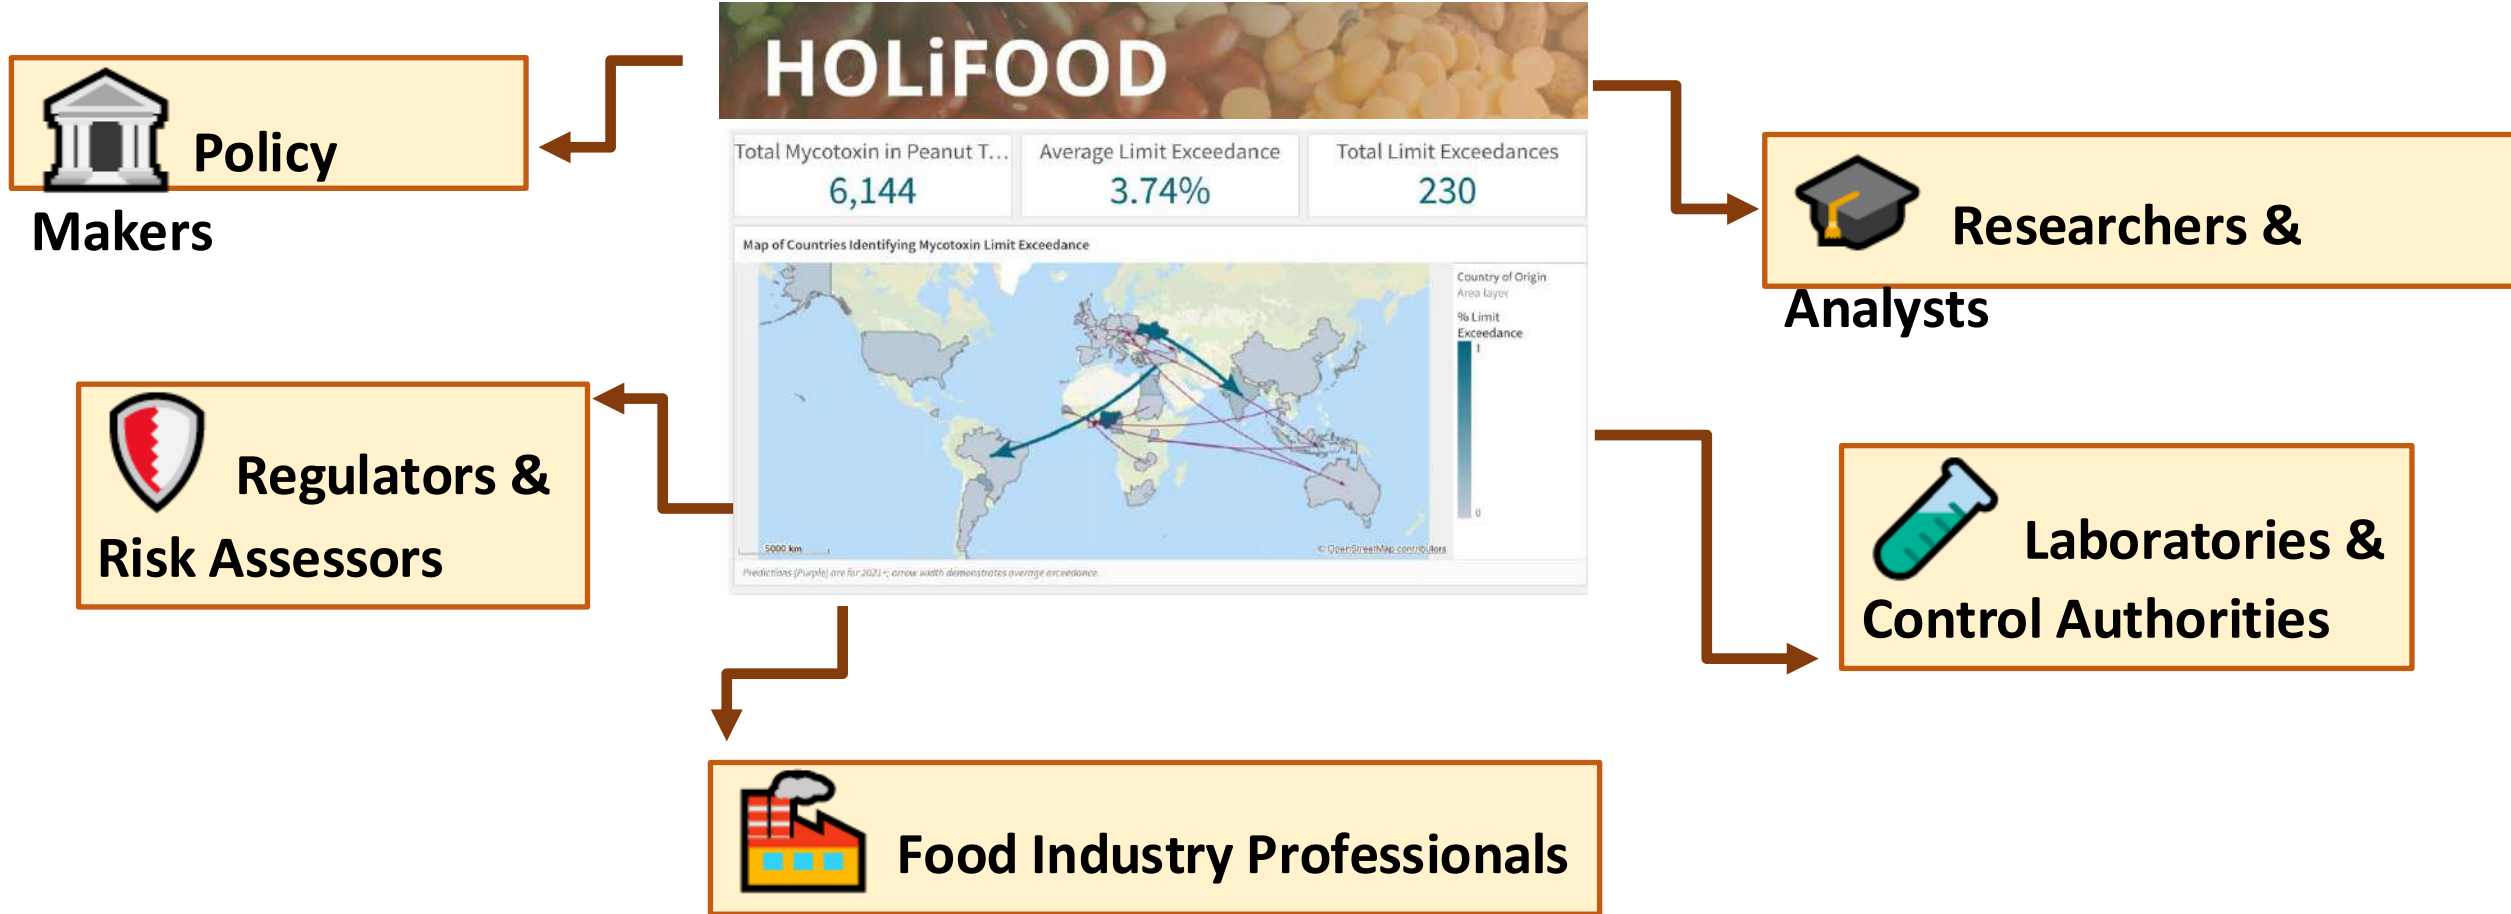 HOLiFOOD
Policy
Makers
Total Mycotoxin in Peanut T...
6,144
Average Limit Exceedance
3.74%
Total Limit Exceedances
230
Map of Countries Identifying Mycotoxin Limit Exceedance
Country of Origin
Area layer
% Limit
Exceedance
1
0
5000 km
© OpenStreetMap contributors
Predictions (Purple) are for 2021+; arrow width demonstrates average exceedance.
Researchers &
Analysts
Regulators &
Risk Assessors
Laboratories &
Control Authorities
Food Industry Professionals